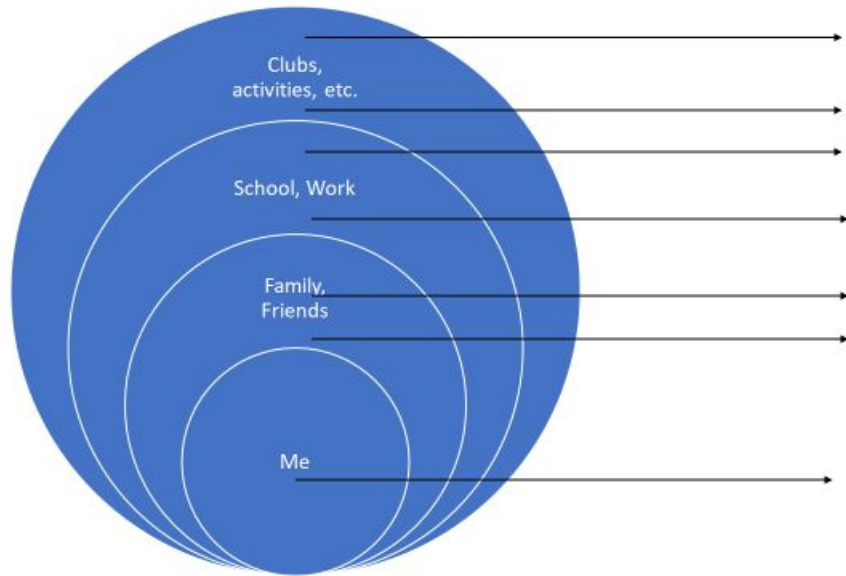 Clubs,
activities, etc.
School, Work
Family,
Friends
Me